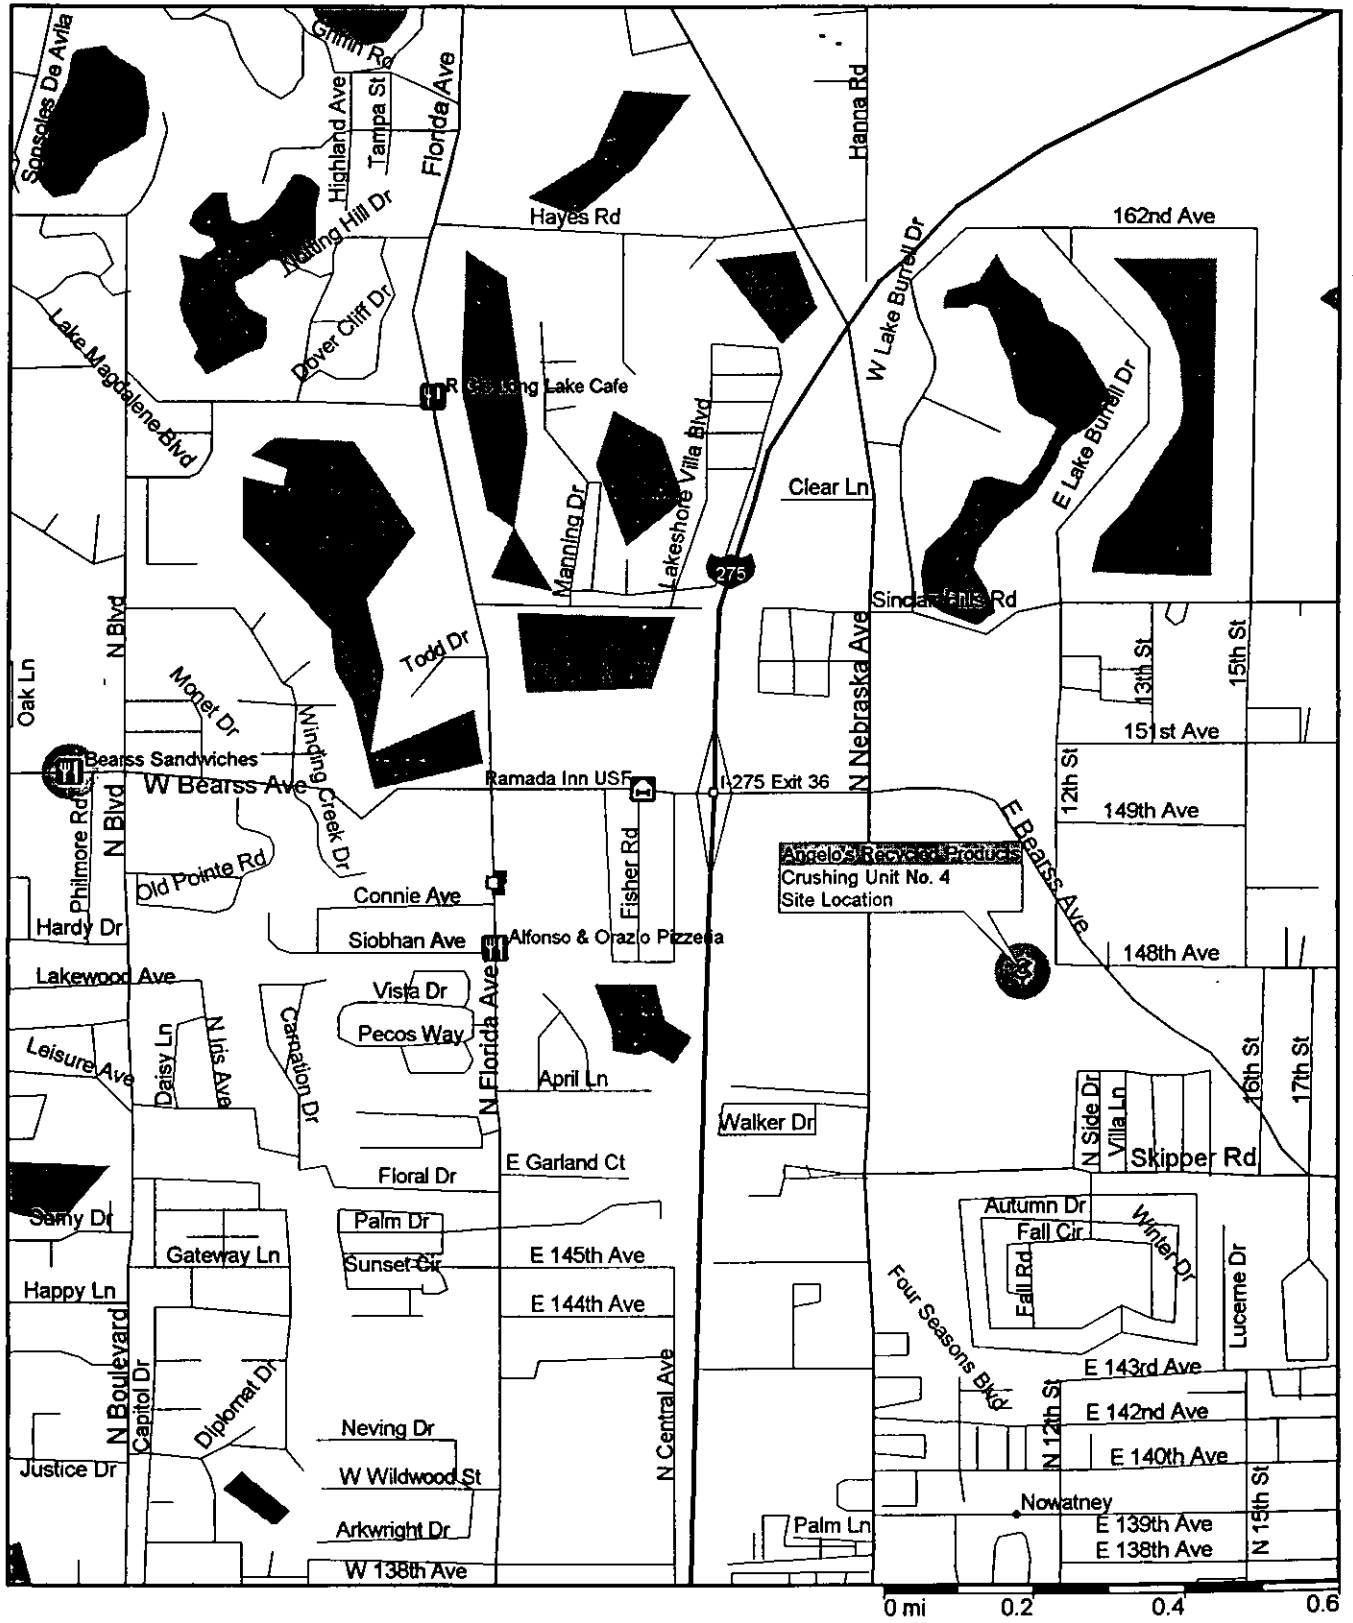 Griffin Rd
Sonsoles De Avila
Highland Ave
Tampa St
Florida Ave
Hanna Rd
Nutting Hill Dr
Hayes Rd
162nd Ave
W Lake Burrell Dr
Lake Magdalene Blvd
Dover Cliff Dr
Lake Cafe
E Lake Burrell Dr
Lakeshore Villa Blvd
Clear Ln
Manning Dr
275
Sinclair Hills Rd
N Blvd
Todd Dr
N Nebraska Ave
13th St
15th St
Oak Ln
Monet Dr
Winding Creek Dr
151st Ave
Bearss Sandwiches
W Bearss Ave
Ramada Inn USF
I-275 Exit 36
12th St
149th Ave
E Bearss Ave
Philmore Rd
N Blvd
Old Pointe Rd
Fisher Rd
Angelo's Recycled Products
Crushing Unit No. 4
Site Location
Connie Ave
Hardy Dr
Siobhan Ave
Alfonso & Orazio Pizzeria
148th Ave
Lakewood Ave
Vista Dr
N Florida Ave
Pecos Way
Leisure Ave
Daisy Ln
N Iris Ave
Carnation Dr
April Ln
16th St
17th St
Walker Dr
N Side Dr
Villa Ln
Skipper Rd
E Garland Ct
Floral Dr
Samy Dr
Palm Dr
Autumn Dr
Fall Cir
Winter Dr
Gateway Ln
Sunset Cir
E 145th Ave
Fall Rd
Lucerne Dr
Happy Ln
E 144th Ave
Four Seasons Blvd
N Boulevard
Capitol Dr
Diplomat Dr
N Central Ave
E 143rd Ave
N 12th St
E 142nd Ave
Neving Dr
E 140th Ave
Justice Dr
W Wildwood St
N 15th St
Nowatney
Arkwright Dr
Palm Ln
E 139th Ave
E 138th Ave
W 138th Ave
0 mi 0.2 0.4 0.6